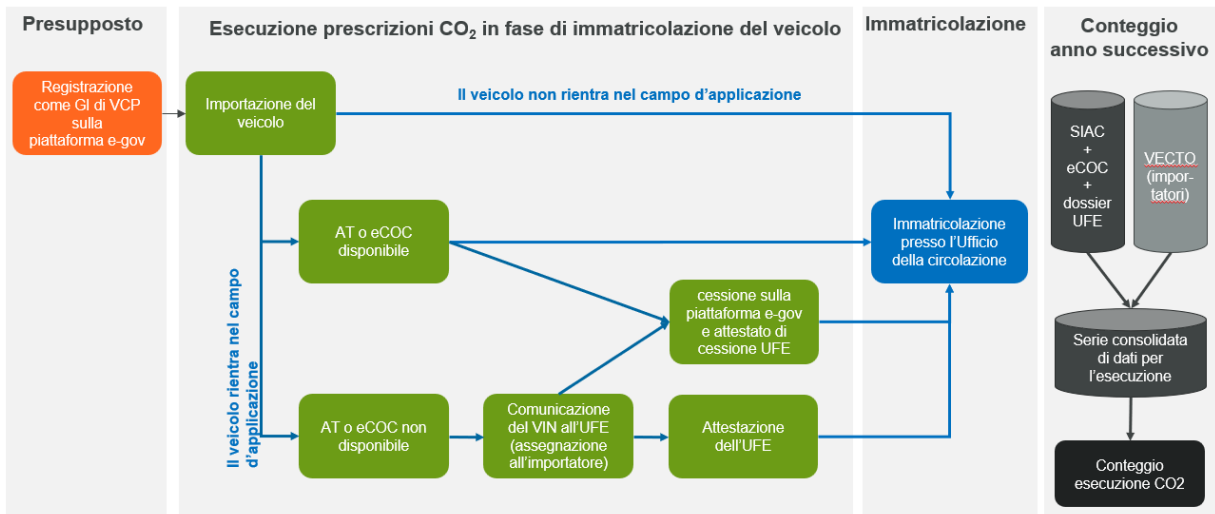 Presupposto
Esecuzione prescrizioni CO₂ in fase di immatricolazione del veicolo
Immatricolazione
Conteggio
anno successivo
Registrazione
come GI di VCP
sulla
piattaforma e-gov
Importazione del
veicolo
Il veicolo non rientra nel campo d’applicazione
Il veicolo rientra nel campo
d’applicazione
AT o eCOC
disponibile
AT o eCOC non
disponibile
Comunicazione
del VIN all’UFE
(assegnazione
all’importatore)
cessione sulla
piattaforma e-gov
e attestato di
cessione UFE
Attestazione
dell’UFE
Immatricolazione
presso l’Ufficio
della circolazione
SIAC
+
eCOC
+
dossier
UFE
VECTO
(impor-
tatori)
Serie consolidata
di dati per
l’esecuzione
Conteggio
esecuzione CO2